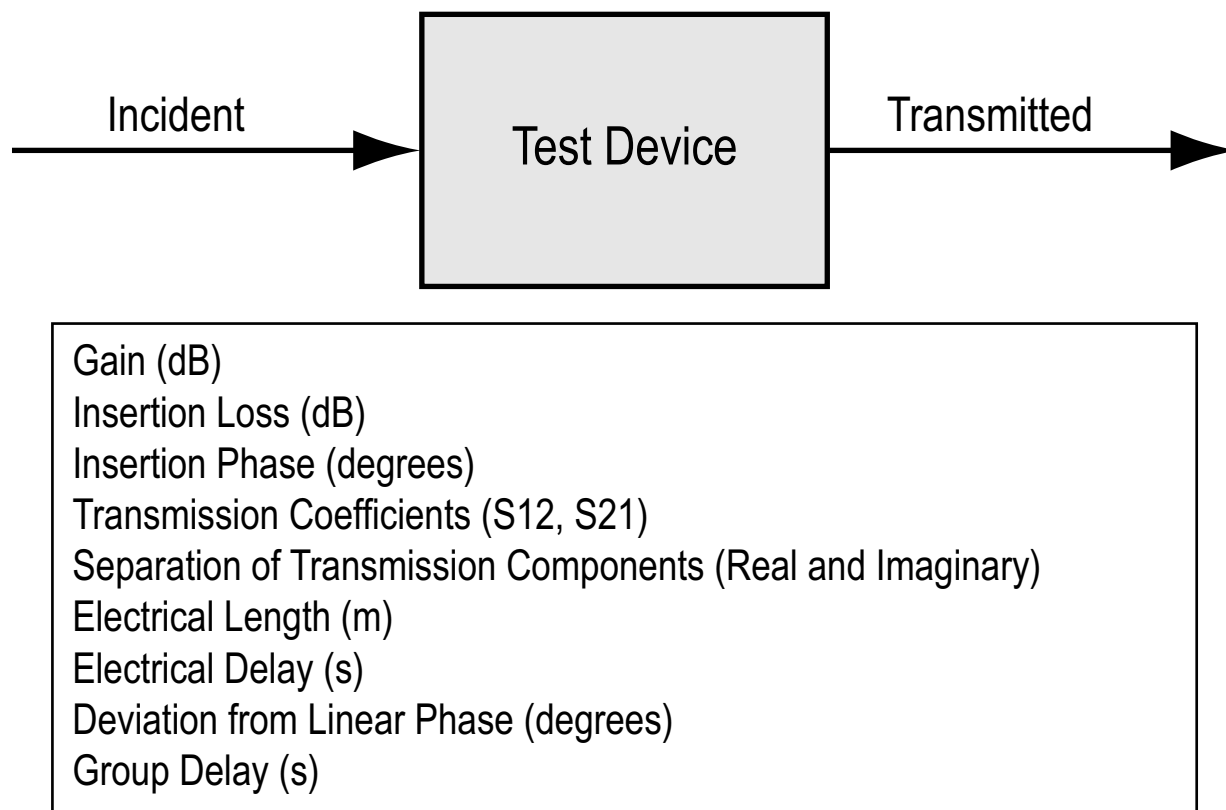 Incident
Test Device
Transmitted
Gain (dB)
Insertion Loss (dB)
Insertion Phase (degrees)
Transmission Coefficients (S12, S21)
Separation of Transmission Components (Real and Imaginary)
Electrical Length (m)
Electrical Delay (s)
Deviation from Linear Phase (degrees)
Group Delay (s)